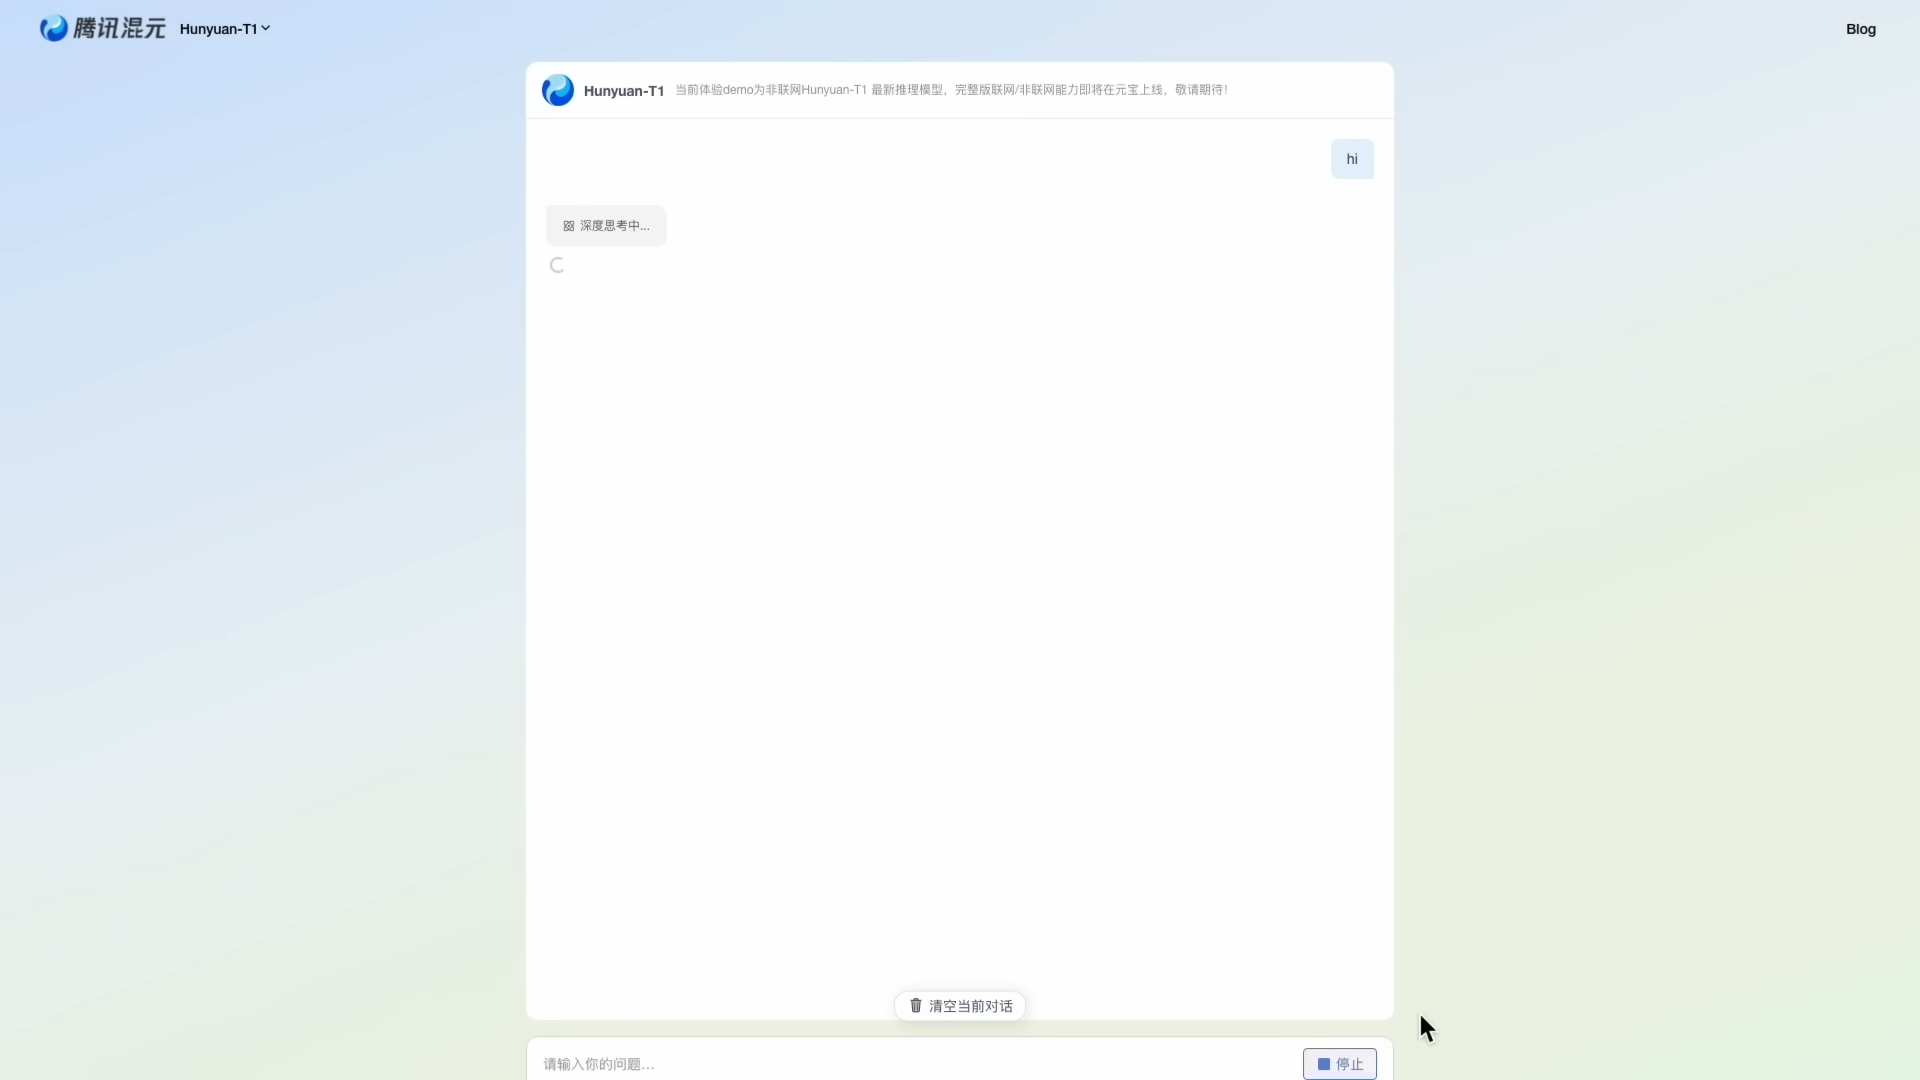 腾讯混元 Hunyuan-T1 Blog
Hunyuan-T1 当前体验demo为非联网Hunyuan-T1 最新推理模型，完整版联网/非联网能力即将在元宝上线，敬请期待！
hi
深度思考中...
清空当前对话
请输入你的问题... 停止